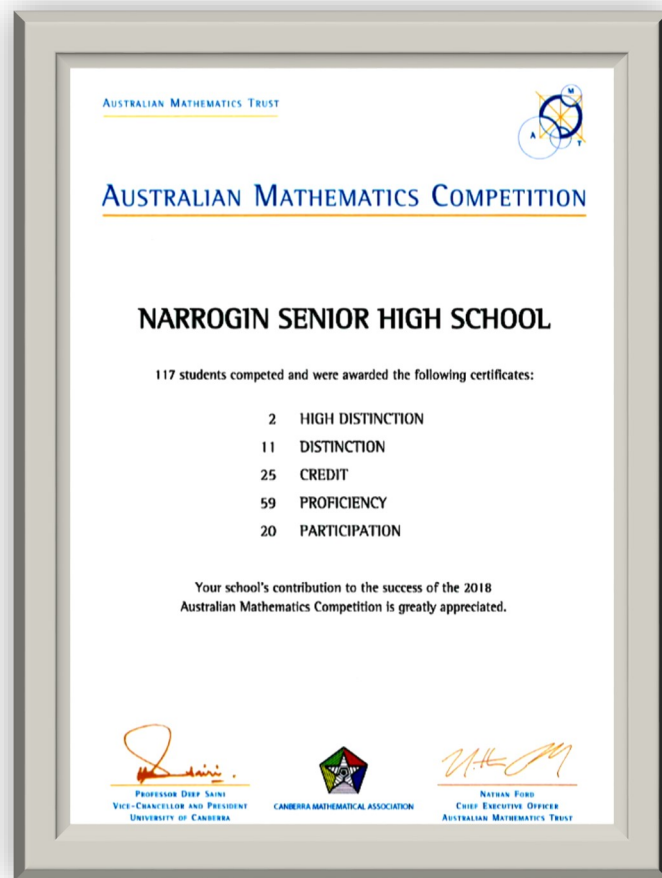 AUSTRALIAN MATHEMATICS TRUST
M
A
T
AUSTRALIAN MATHEMATICS COMPETITION
NARROGIN SENIOR HIGH SCHOOL
117 students competed and were awarded the following certificates:
2 HIGH DISTINCTION
11 DISTINCTION
25 CREDIT
59 PROFICIENCY
20 PARTICIPATION
Your school's contribution to the success of the 2018
Australian Mathematics Competition is greatly appreciated.
PROFESSOR DEEP SAINI
VICE-CHANCELLOR AND PRESIDENT
UNIVERSITY OF CANBERRA
CANBERRA MATHEMATICAL ASSOCIATION
NATHAN FORD
CHIEF EXECUTIVE OFFICER
AUSTRALIAN MATHEMATICS TRUST